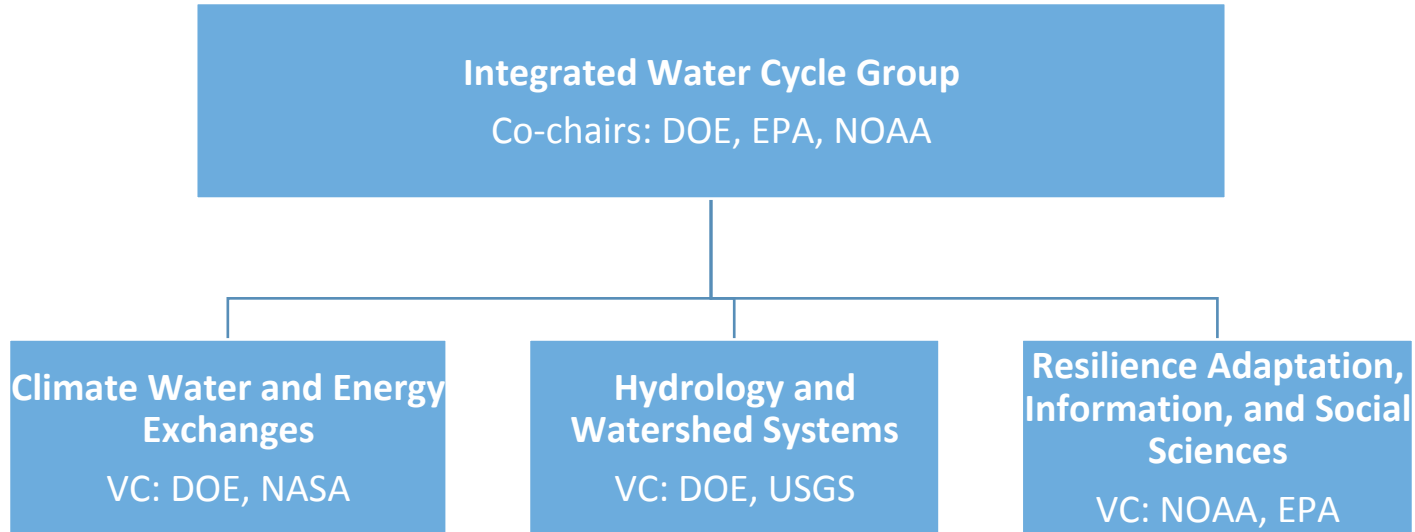 Integrated Water Cycle Group
Co-chairs: DOE, EPA, NOAA
Climate Water and Energy
Exchanges
VC: DOE, NASA
Hydrology and
Watershed Systems
VC: DOE, USGS
Resilience Adaptation,
Information, and Social
Sciences
VC: NOAA, EPA